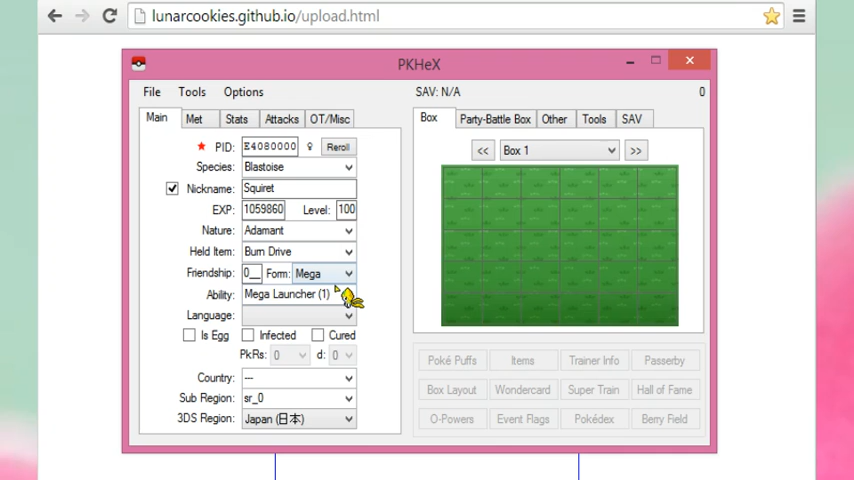 lunarcookies.github.io/upload.html
PKHeX
File Tools Options
SAV: N/A 0
Main Met Stats Attacks OT/Misc
Box Party-Battle Box Other Tools SAV
PID: E4080000 ♀ Reroll
<< Box 1 >>
Species: Blastoise
Nickname: Squiret
EXP: 1059860 Level: 100
Nature: Adamant
Held Item: Burn Drive
Friendship: 0__ Form: Mega
Ability: Mega Launcher (1)
Language:
Is Egg Infected Cured
PkRs: 0 d: 0
Country: ---
Sub Region: sr_0
3DS Region: Japan (日本)
Poké Puffs Items Trainer Info Passerby
Box Layout Wondercard Super Train Hall of Fame
O-Powers Event Flags Pokédex Berry Field